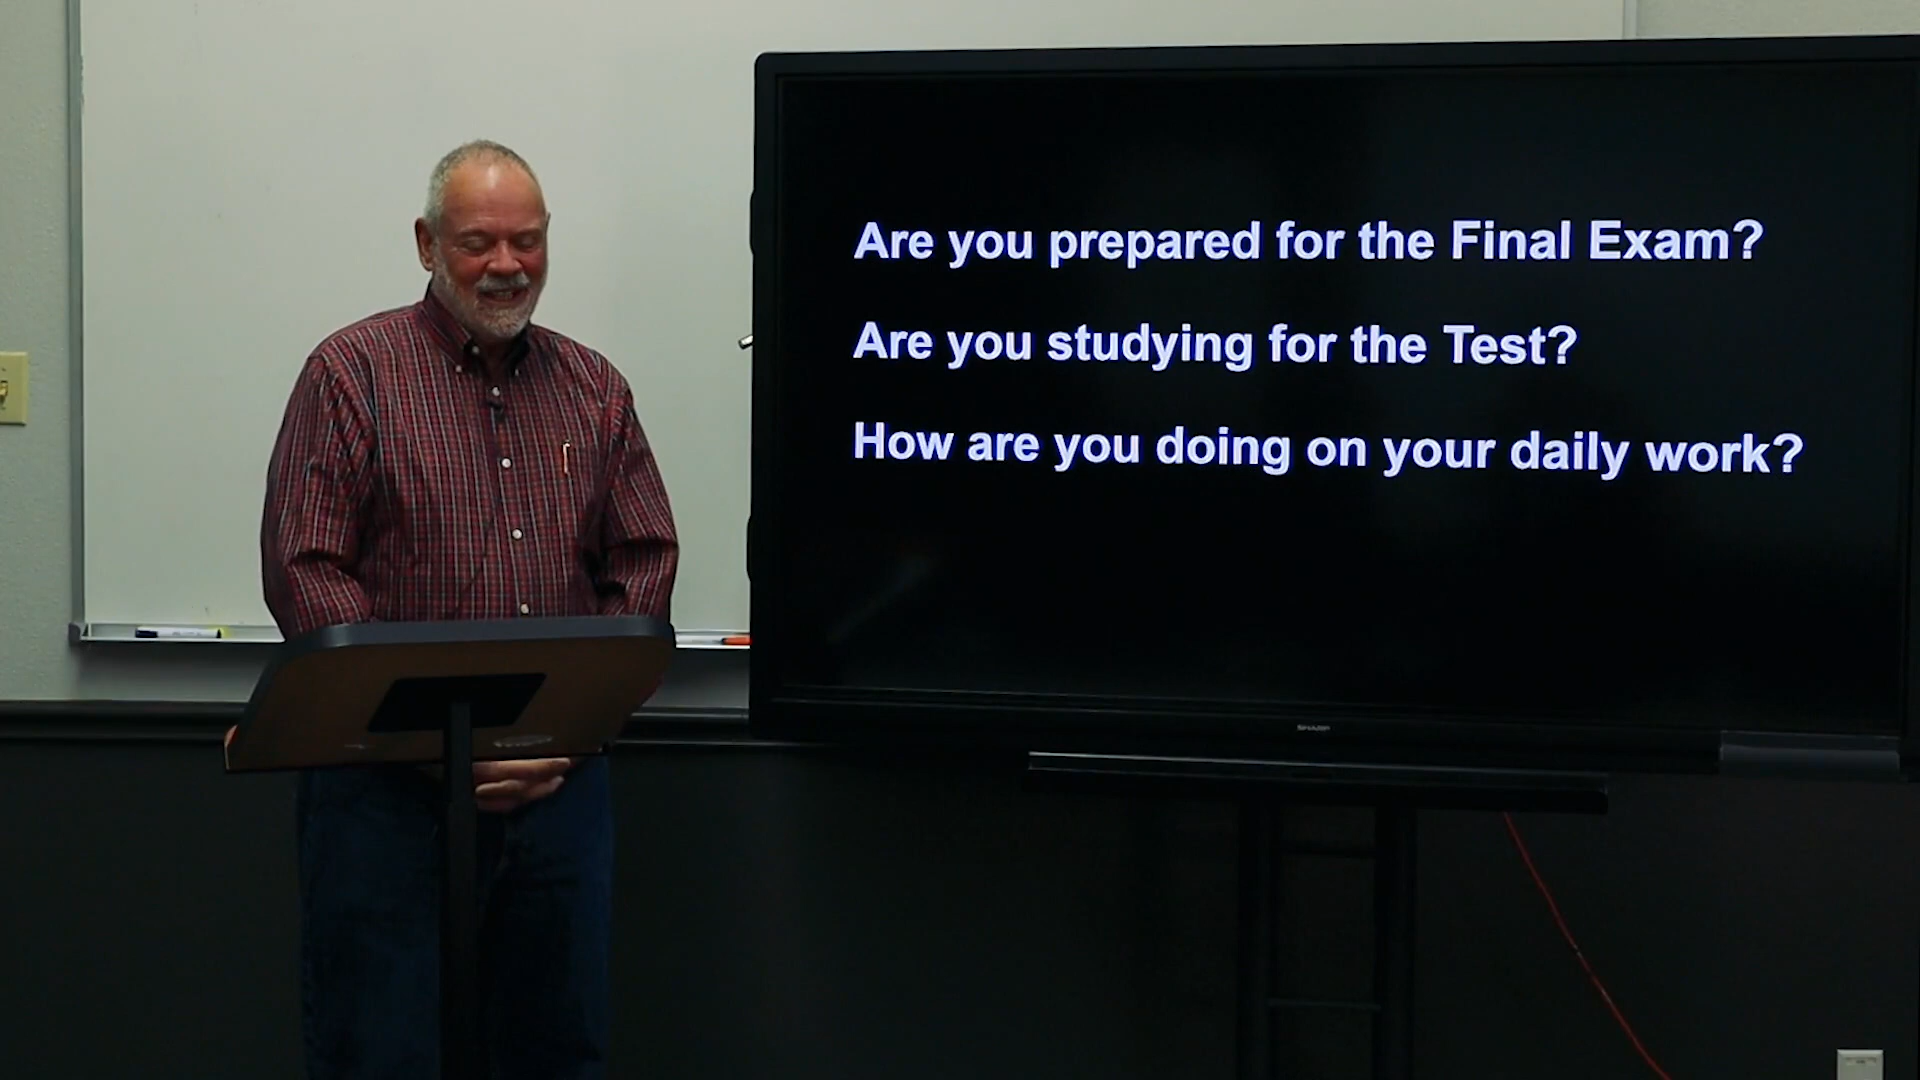 Are you prepared for the Final Exam?
Are you studying for the Test?
How are you doing on your daily work?
SHARP